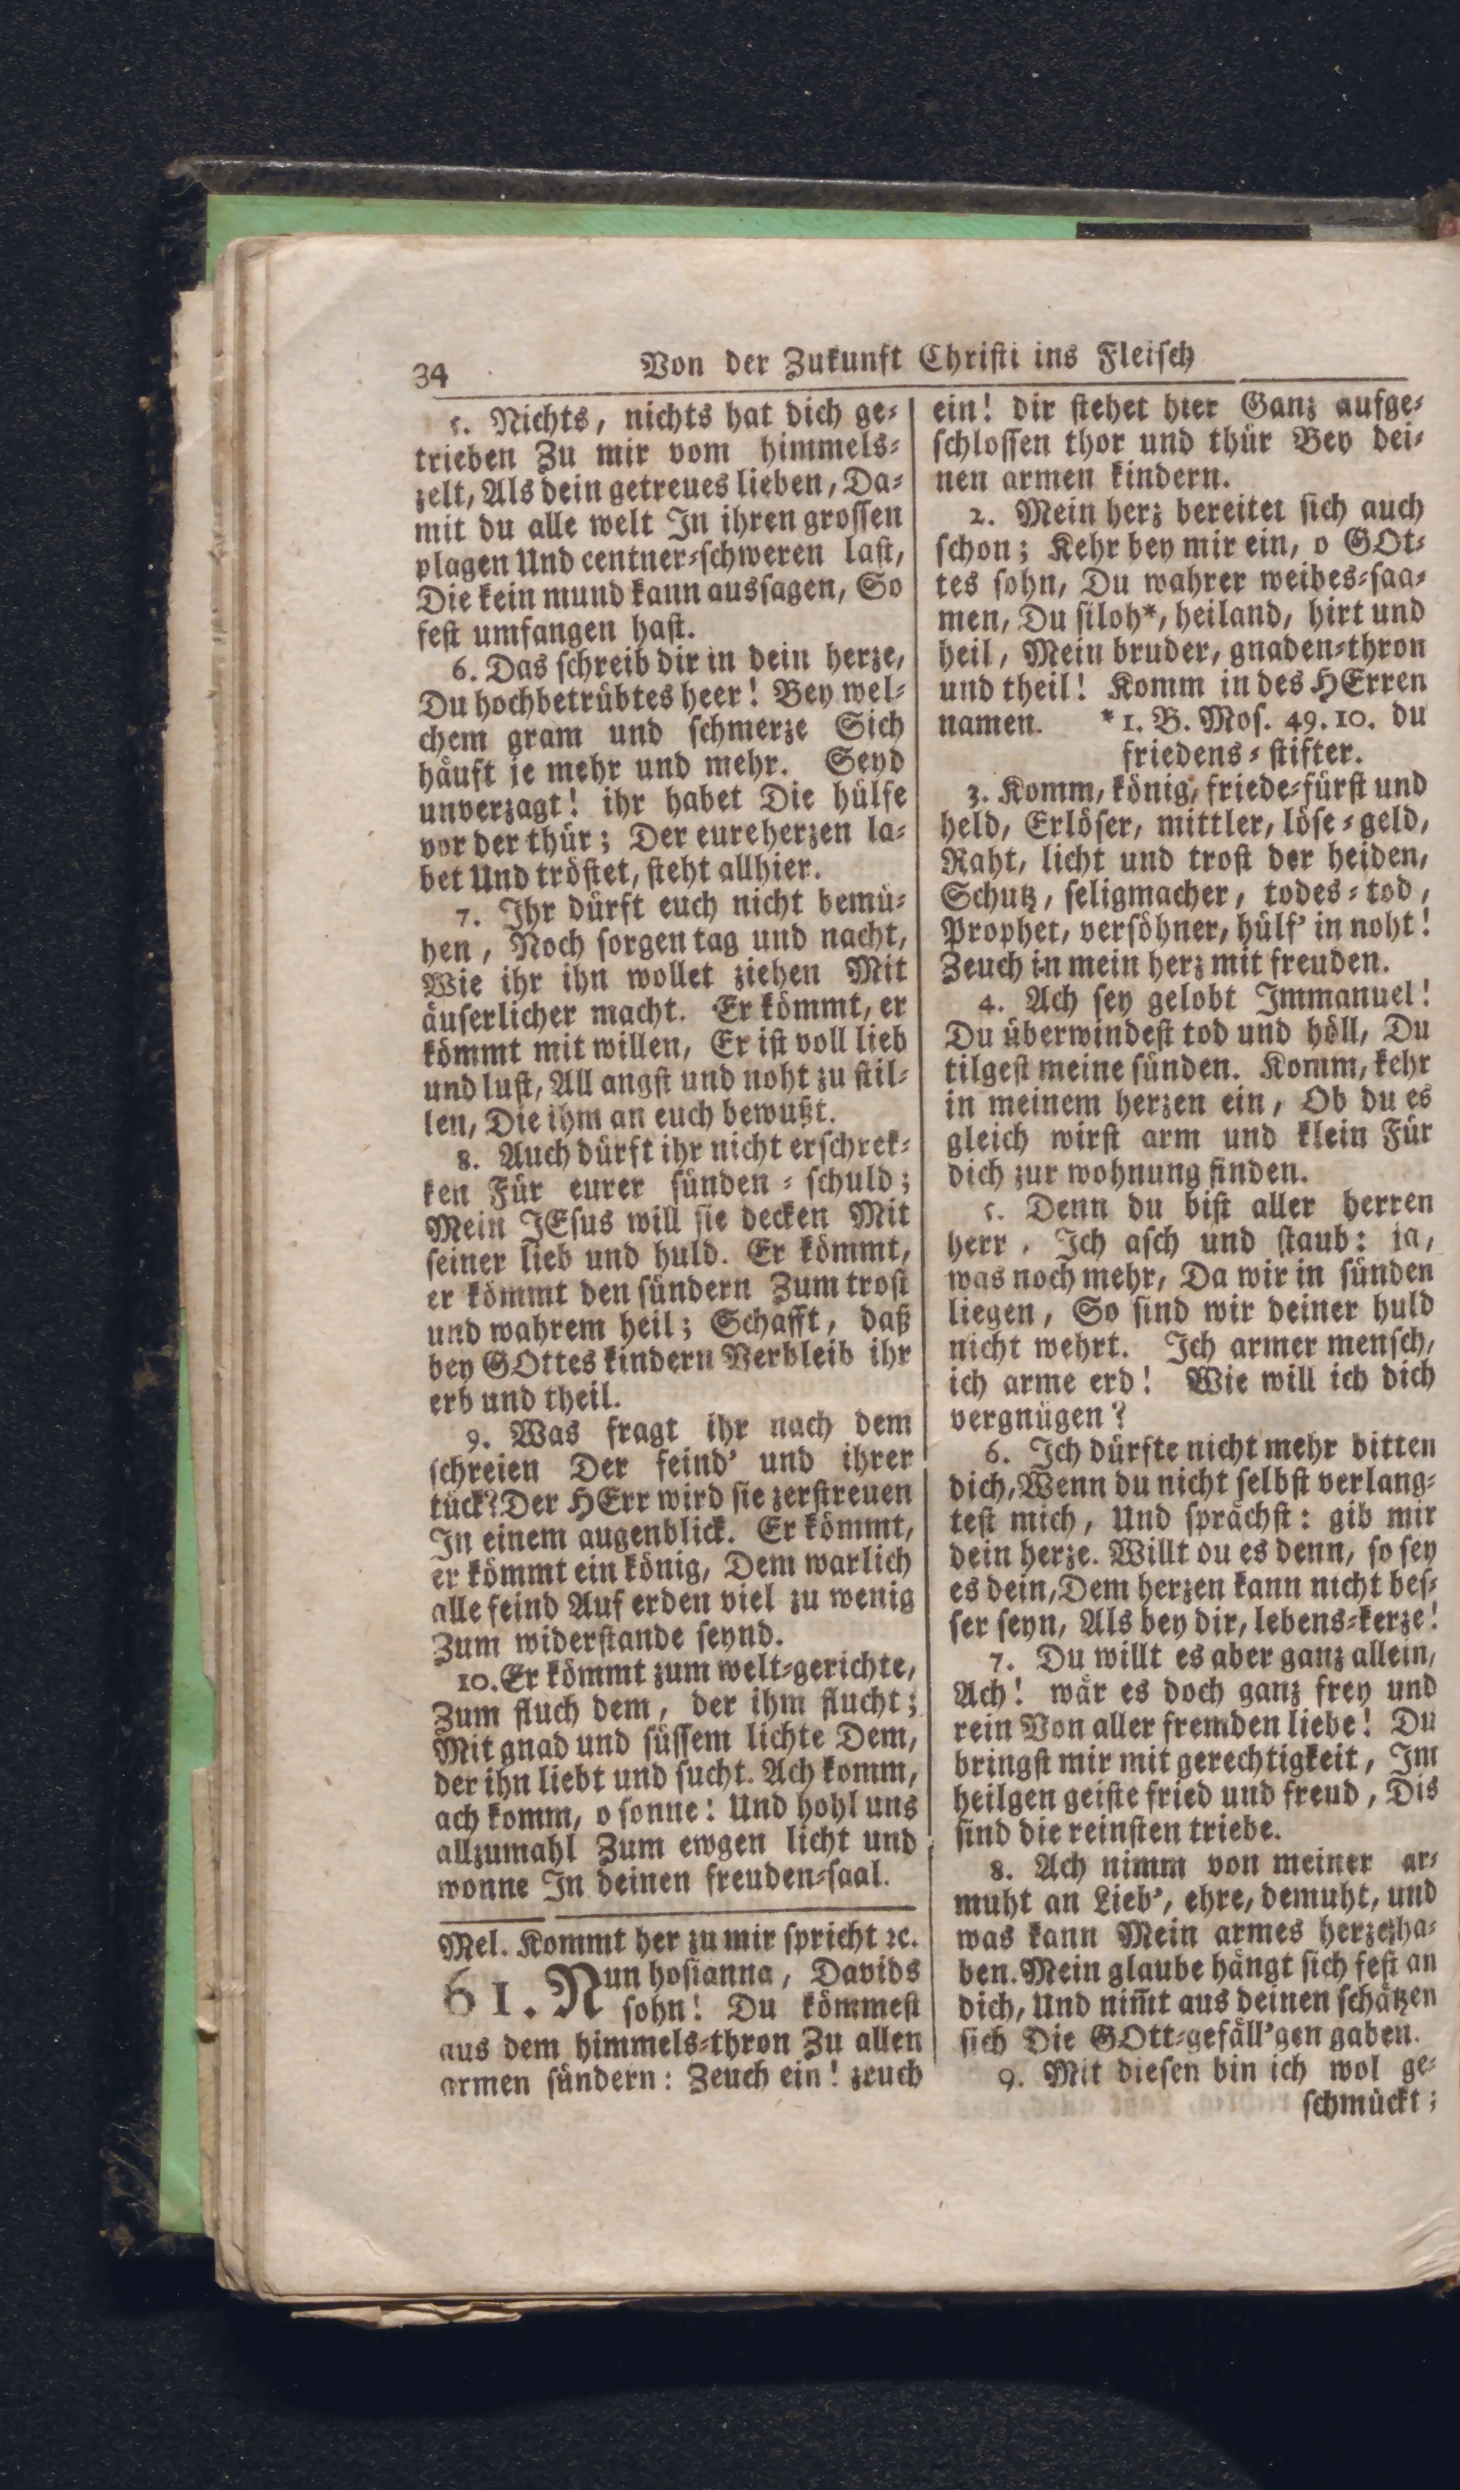 34
Von der Zukunft Christi ins Fleisch
5. Nichts, nichts hat dich ge⸗
trieben Zu mir vom himmels⸗
zelt, Als dein getreues lieben, Da⸗
mit du alle welt In ihren grossen
plagen Und centner⸗schweren last,
Die kein mund kann aussagen, So
fest umfangen hast.
6. Das schreib dir in dein herze,
Du hochbetrübtes heer! Bey wel⸗
chem gram und schmerze Sich
häuft je mehr und mehr. Seyd
unverzagt! ihr habet Die hülfe
vor der thür; Der eure herzen la⸗
bet Und tröstet, steht allhier.
7. Ihr dürft euch nicht bemü⸗
hen, Noch sorgen tag und nacht,
Wie ihr ihn wollet ziehen Mit
äuserlicher macht. Er kömmt, er
kömmt mit willen, Er ist voll lieb
und lust, All angst und noht zu stil⸗
len, Die ihm an euch bewußt.
8. Auch dürft ihr nicht erschrek⸗
ken Für eurer sünden⸗schuld;
Mein JEsus will sie decken Mit
seiner lieb und huld. Er kömmt,
er kömmt den sündern Zum trost
und wahrem heil; Schafft, daß
bey GOttes kindern Verbleib ihr
erb und theil.
9. Was fragt ihr nach dem
schreien Der feind' und ihrer
tück? Der HErr wird sie zerstreuen
In einem augenblick. Er kömmt,
er kömmt ein könig, Dem warlich
alle feind Auf erden viel zu wenig
Zum widerstande seynd.
10. Er kömmt zum welt⸗gerichte,
Zum fluch dem, der ihm flucht;
Mit gnad und süssem lichte Dem,
der ihn liebt und sucht. Ach komm,
ach komm, o sonne! Und hohl uns
allzumahl Zum ewgen licht und
wonne In deinen freuden⸗saal.
Mel. Kommt her zu mir spricht ꝛc.
61. Nun hosianna, Davids
sohn! Du kömmest
aus dem himmels⸗thron Zu allen
armen sündern: Zeuch ein! zeuch
ein! dir stehet hier Ganz aufge⸗
schlossen thor und thür Bey dei⸗
nen armen kindern.
2. Mein herz bereitet sich auch
schon; Kehr bey mir ein, o GOt⸗
tes sohn, Du wahrer weibes⸗saa⸗
men, Du siloh*, heiland, hirt und
heil, Mein bruder, gnaden⸗thron
und theil! Komm in des HErren
namen. *1. B. Mos. 49. 10. du
friedens⸗stifter.
3. Komm, könig, friede⸗fürst und
held, Erlöser, mittler, löse⸗geld,
Raht, licht und trost der heiden,
Schutz, seligmacher, todes⸗tod,
Prophet, versöhner, hülf' in noht!
Zeuch in mein herz mit freuden.
4. Ach sey gelobt Immanuel!
Du überwindest tod und höll, Du
tilgest meine sünden. Komm, kehr
in meinem herzen ein, Ob du es
gleich wirst arm und klein Für
dich zur wohnung finden.
5. Denn du bist aller herren
herr, Ich asch und staub: ja,
was noch mehr, Da wir in sünden
liegen, So sind wir deiner huld
nicht wehrt. Ich armer mensch,
ich arme erd! Wie will ich dich
vergnügen?
6. Ich dürfte nicht mehr bitten
dich, Wenn du nicht selbst verlang⸗
test mich, Und sprächst: gib mir
dein herze. Willt du es denn, so sey
es dein, Dem herzen kann nicht bes⸗
ser seyn, Als bey dir, lebens⸗kerze!
7. Du willt es aber ganz allein,
Ach! wär es doch ganz frey und
rein Von aller fremden liebe! Du
bringst mir mit gerechtigkeit, Im
heilgen geiste fried und freud, Dis
sind die reinsten triebe.
8. Ach nimm von meiner ar⸗
muht an Lieb', ehre, demuht, und
was kann Mein armes herze ha⸗
ben. Mein glaube hängt sich fest an
dich, Und nim̃t aus deinen schätzen
sich Die GOtt⸗gefäll'gen gaben.
9. Mit diesen bin ich wol ge⸗
schmückt;